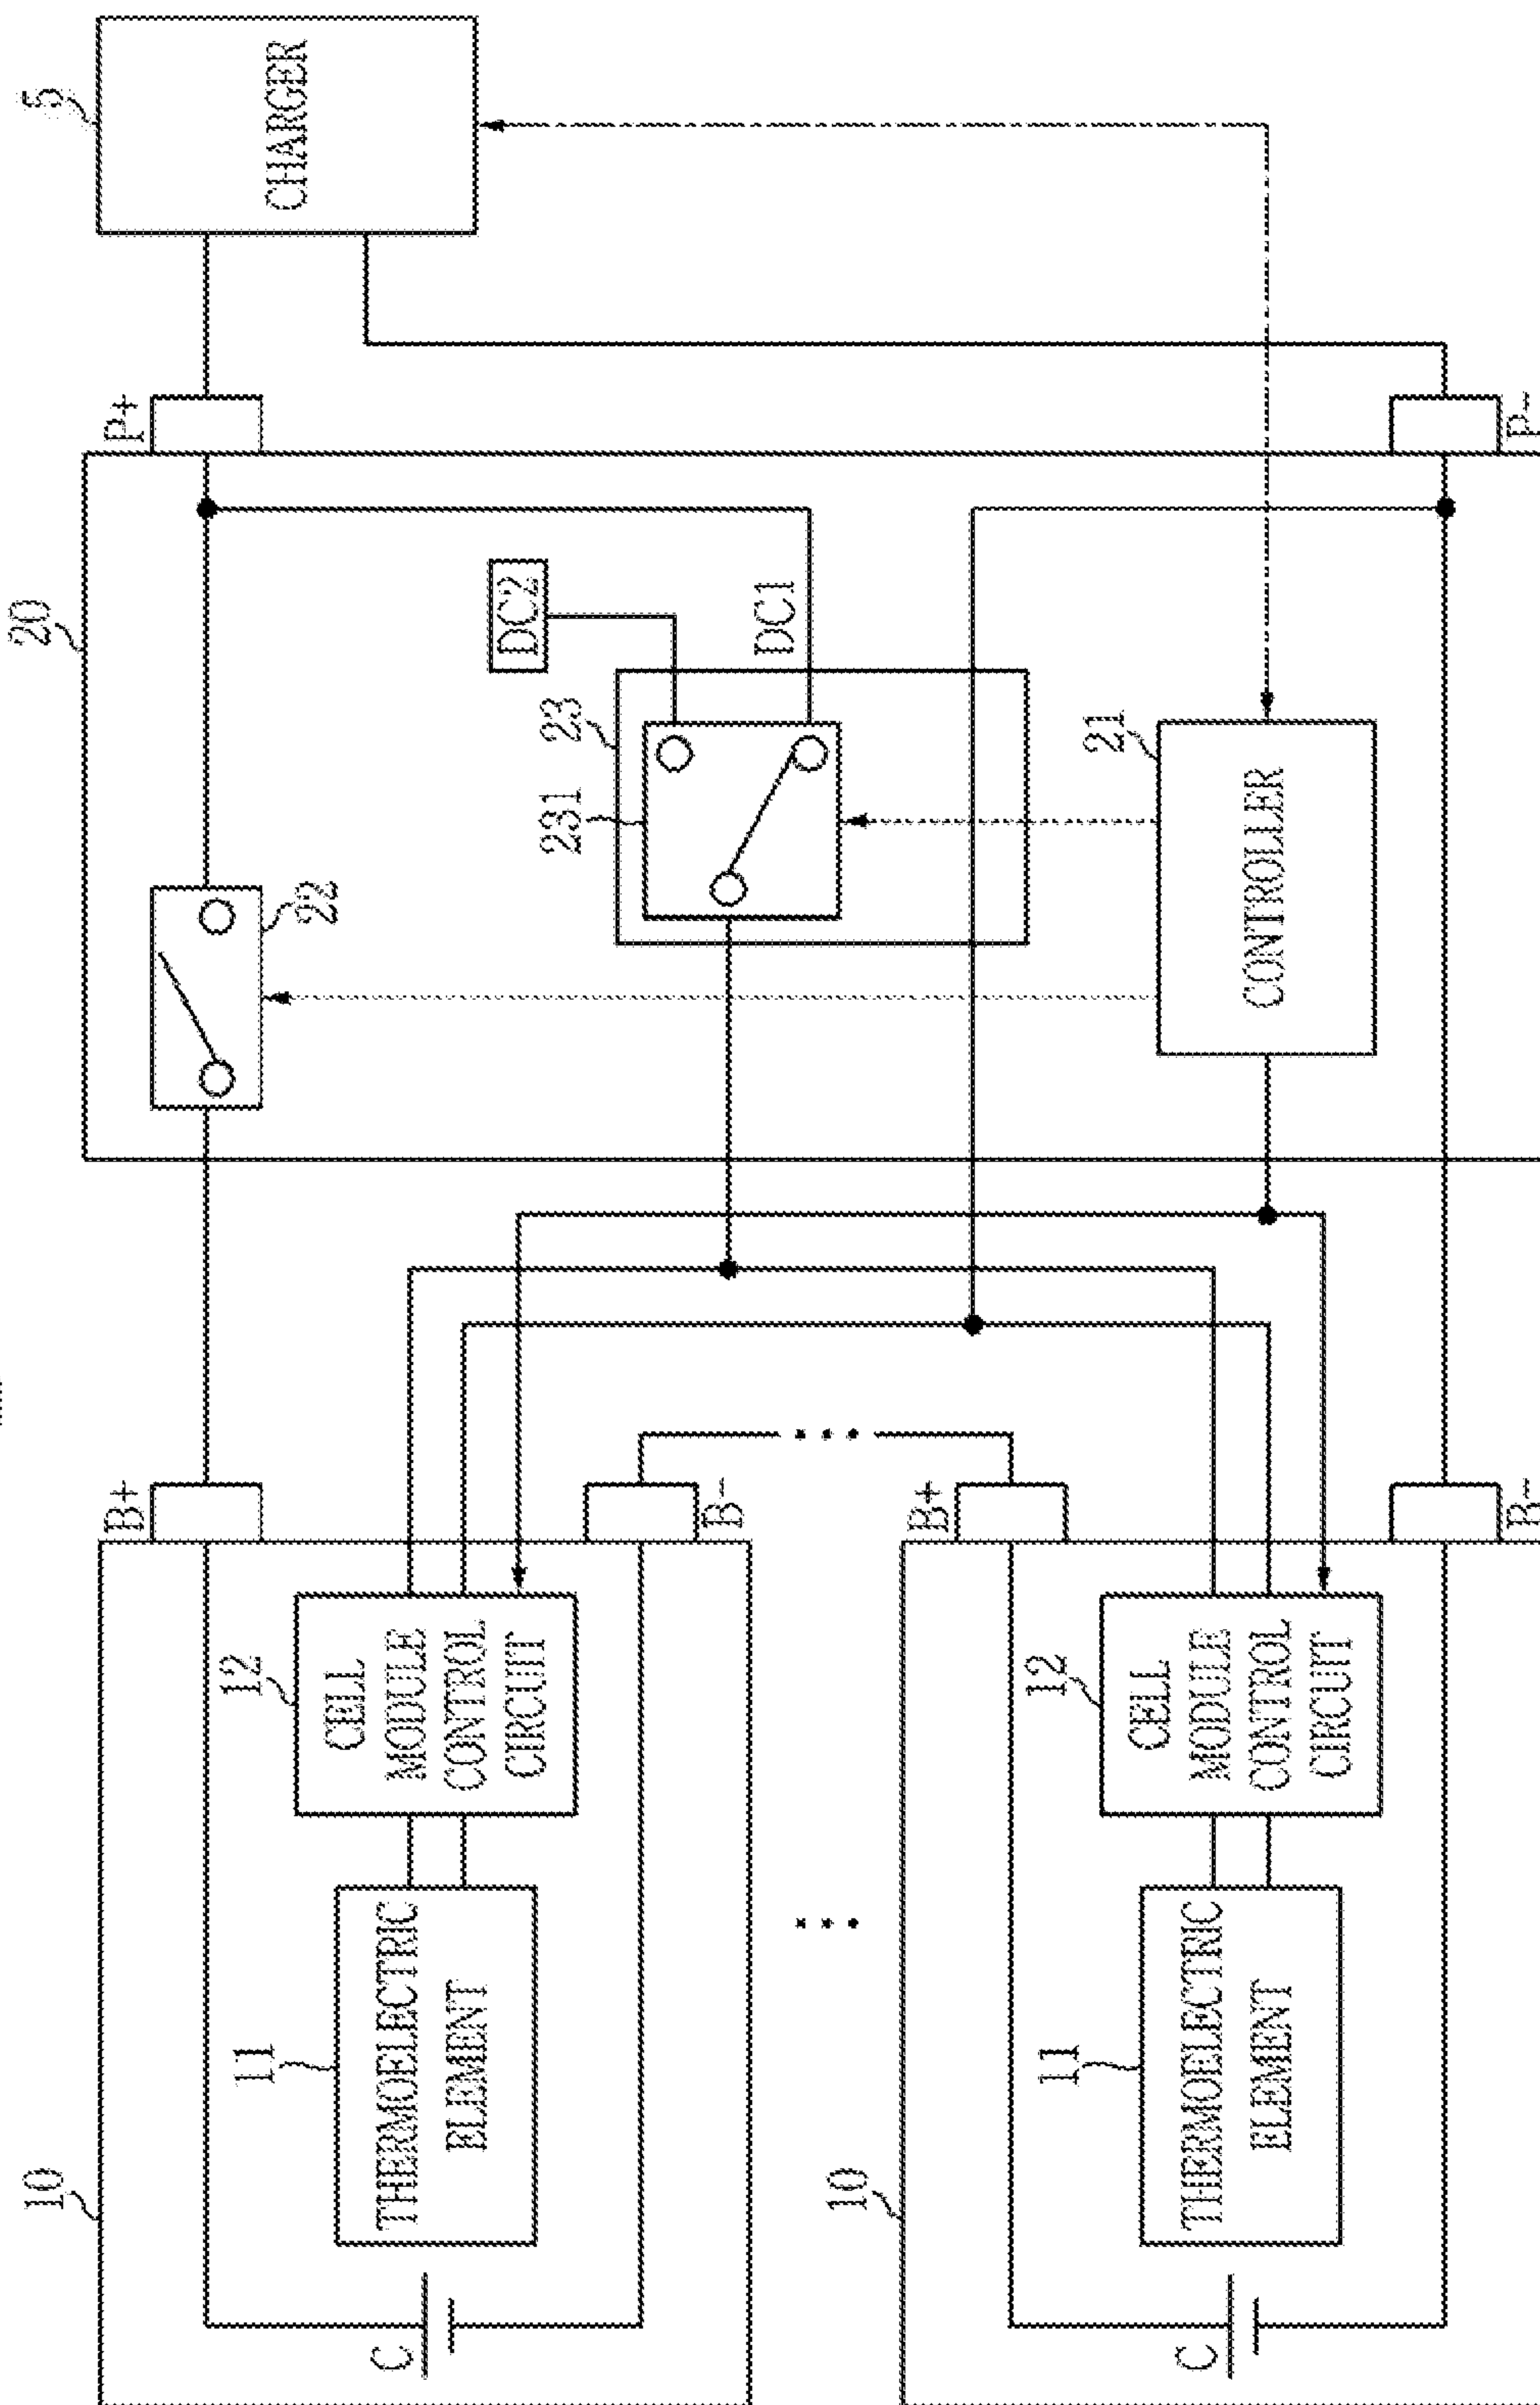 10
11
THERMOELECTRIC
ELEMENT
C
12
CELL
MODULE
CONTROL
CIRCUIT
B+
B-
10
11
THERMOELECTRIC
ELEMENT
C
12
CELL
MODULE
CONTROL
CIRCUIT
B+
B-
20
22
231
23
DC2
DC1
21
CONTROLLER
P+
P-
5
CHARGER